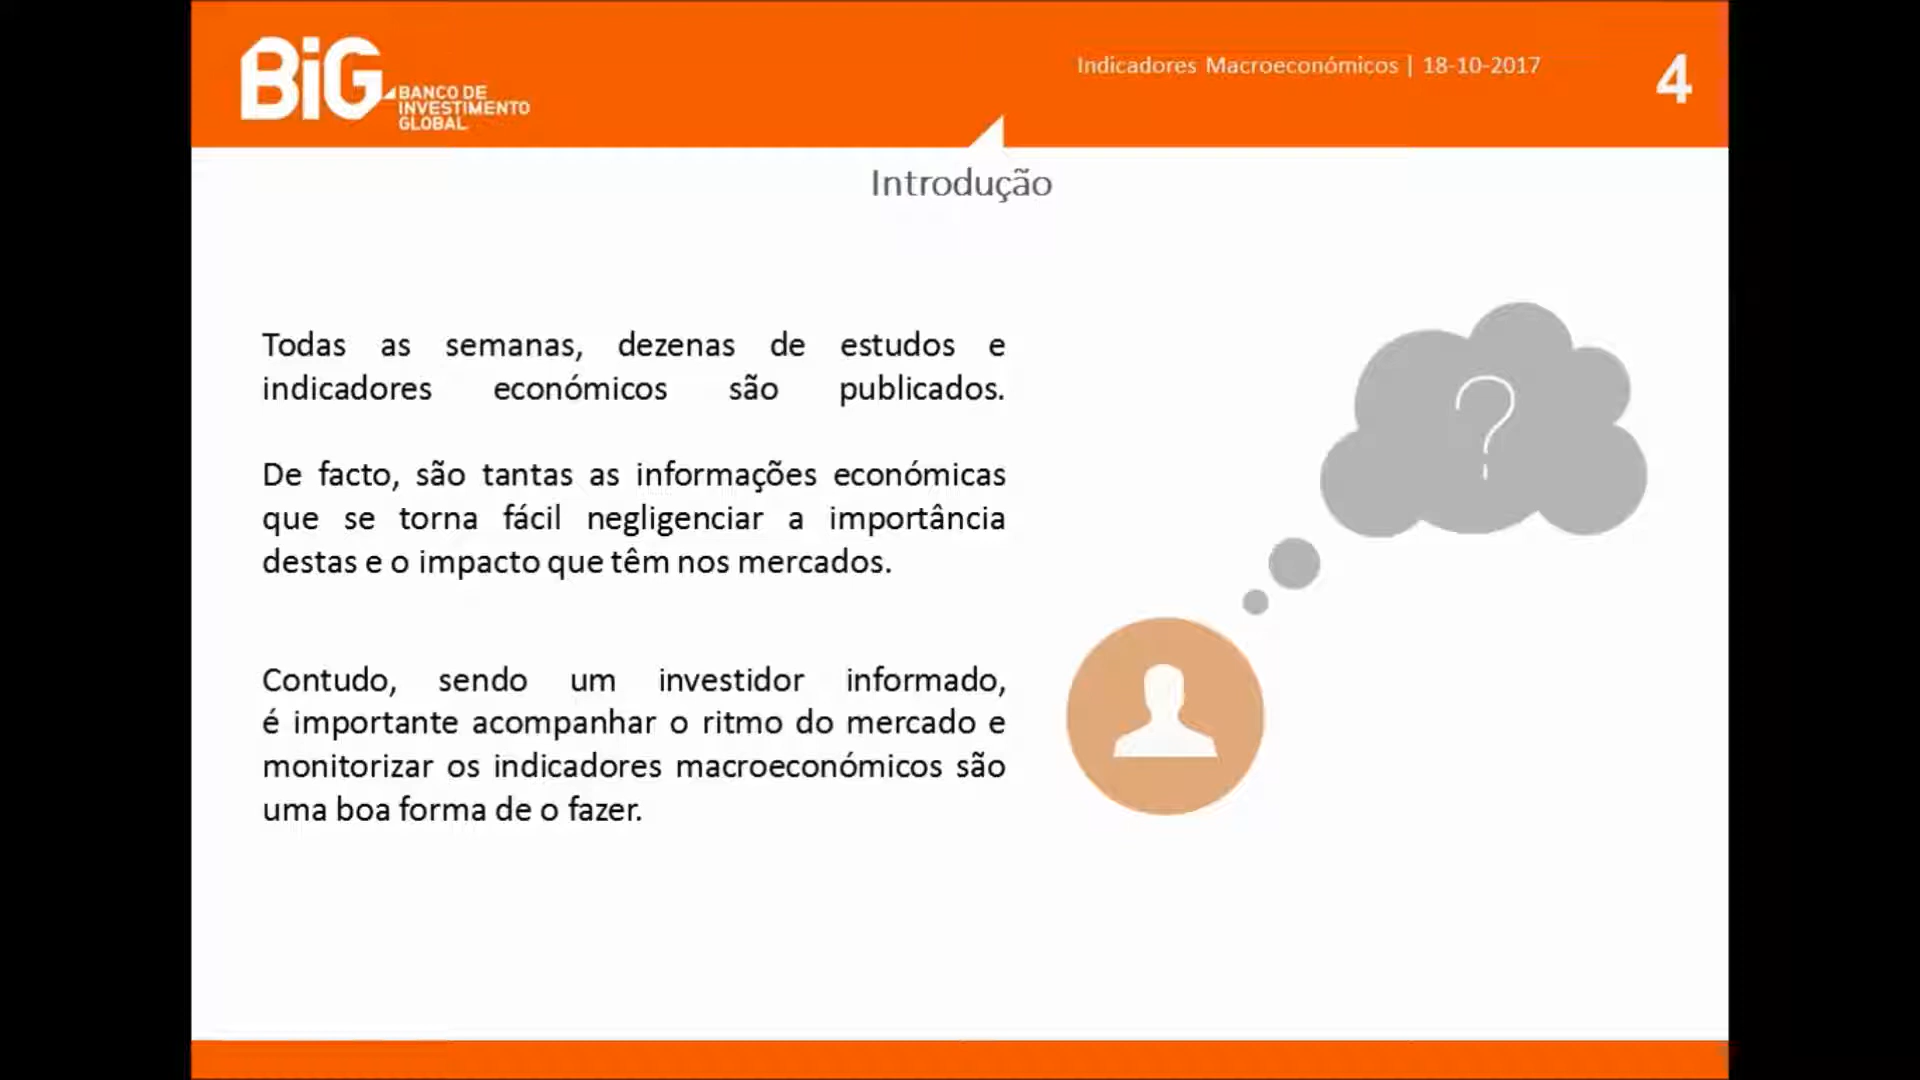 BiG
BANCO DE
INVESTIMENTO
GLOBAL
Indicadores Macroeconómicos | 18-10-2017
4
Introdução
Todas as semanas, dezenas de estudos e
indicadores económicos são publicados.
De facto, são tantas as informações económicas
que se torna fácil negligenciar a importância
destas e o impacto que têm nos mercados.
Contudo, sendo um investidor informado,
é importante acompanhar o ritmo do mercado e
monitorizar os indicadores macroeconómicos são
uma boa forma de o fazer.
?